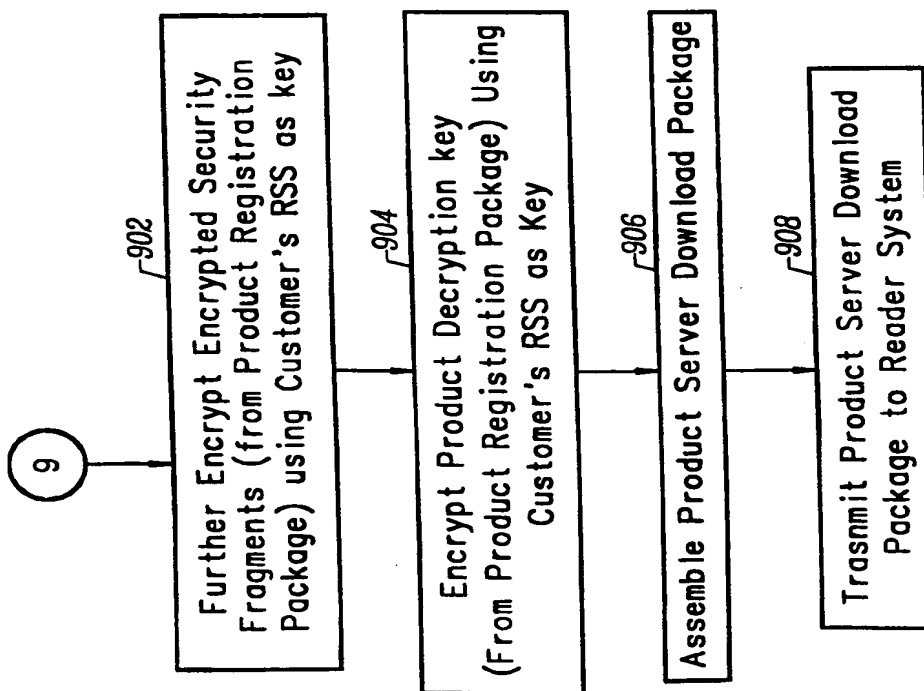 9
902
Further Encrypt Encrypted Security
Fragments (from Product Registration
Package) using Customer's RSS as key
904
Encrypt Product Decryption key
(From Product Registration Package) Using
Customer's RSS as Key
906
Assemble Product Server Download Package
908
Trasnmit Product Server Download
Package to Reader System